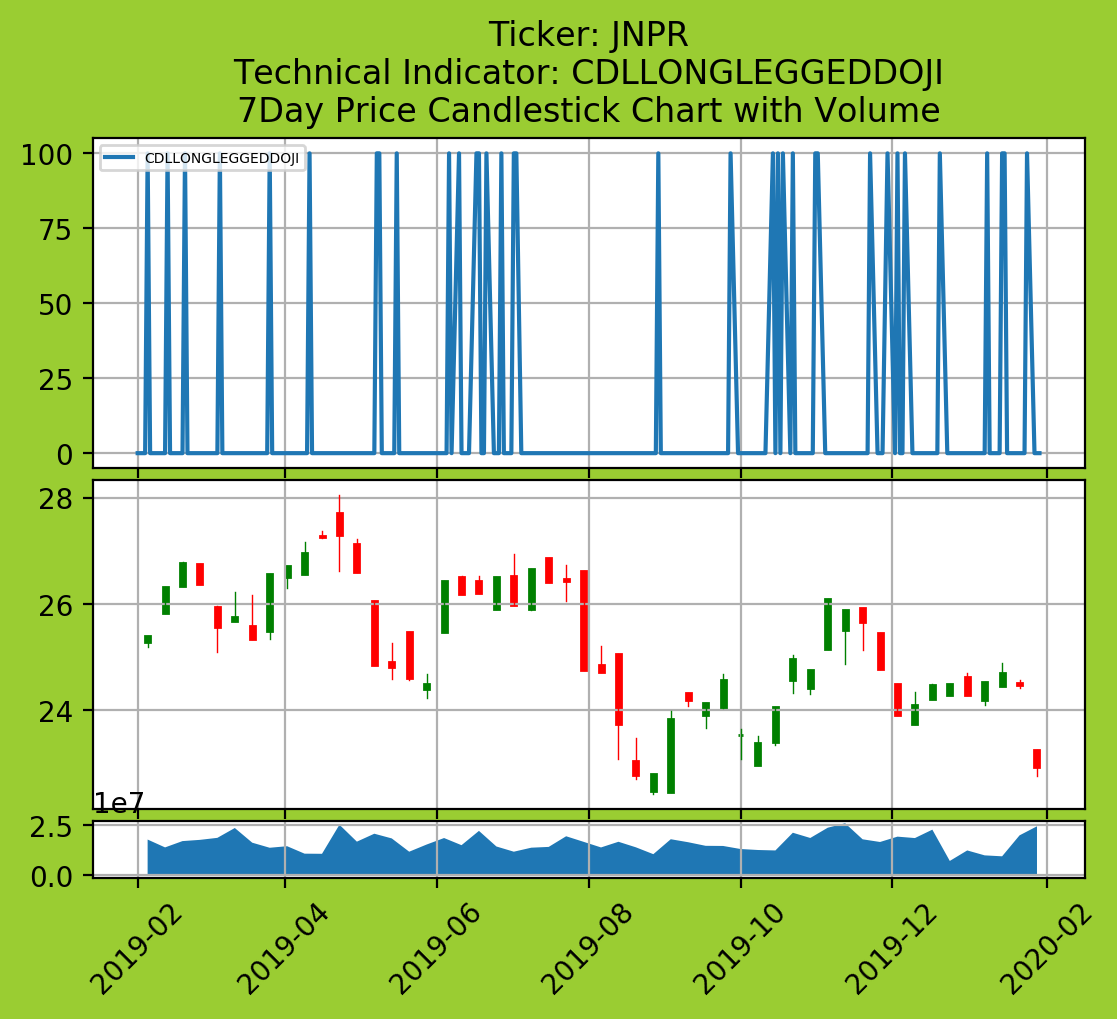 Ticker: JNPR
Technical Indicator: CDLLONGLEGGEDDOJI
7Day Price Candlestick Chart with Volume
CDLLONGLEGGEDDOJI
100
75
50
25
0
28
26
24
1e7
2.5
0.0
2019-02 2019-04 2019-06 2019-08 2019-10 2019-12 2020-02